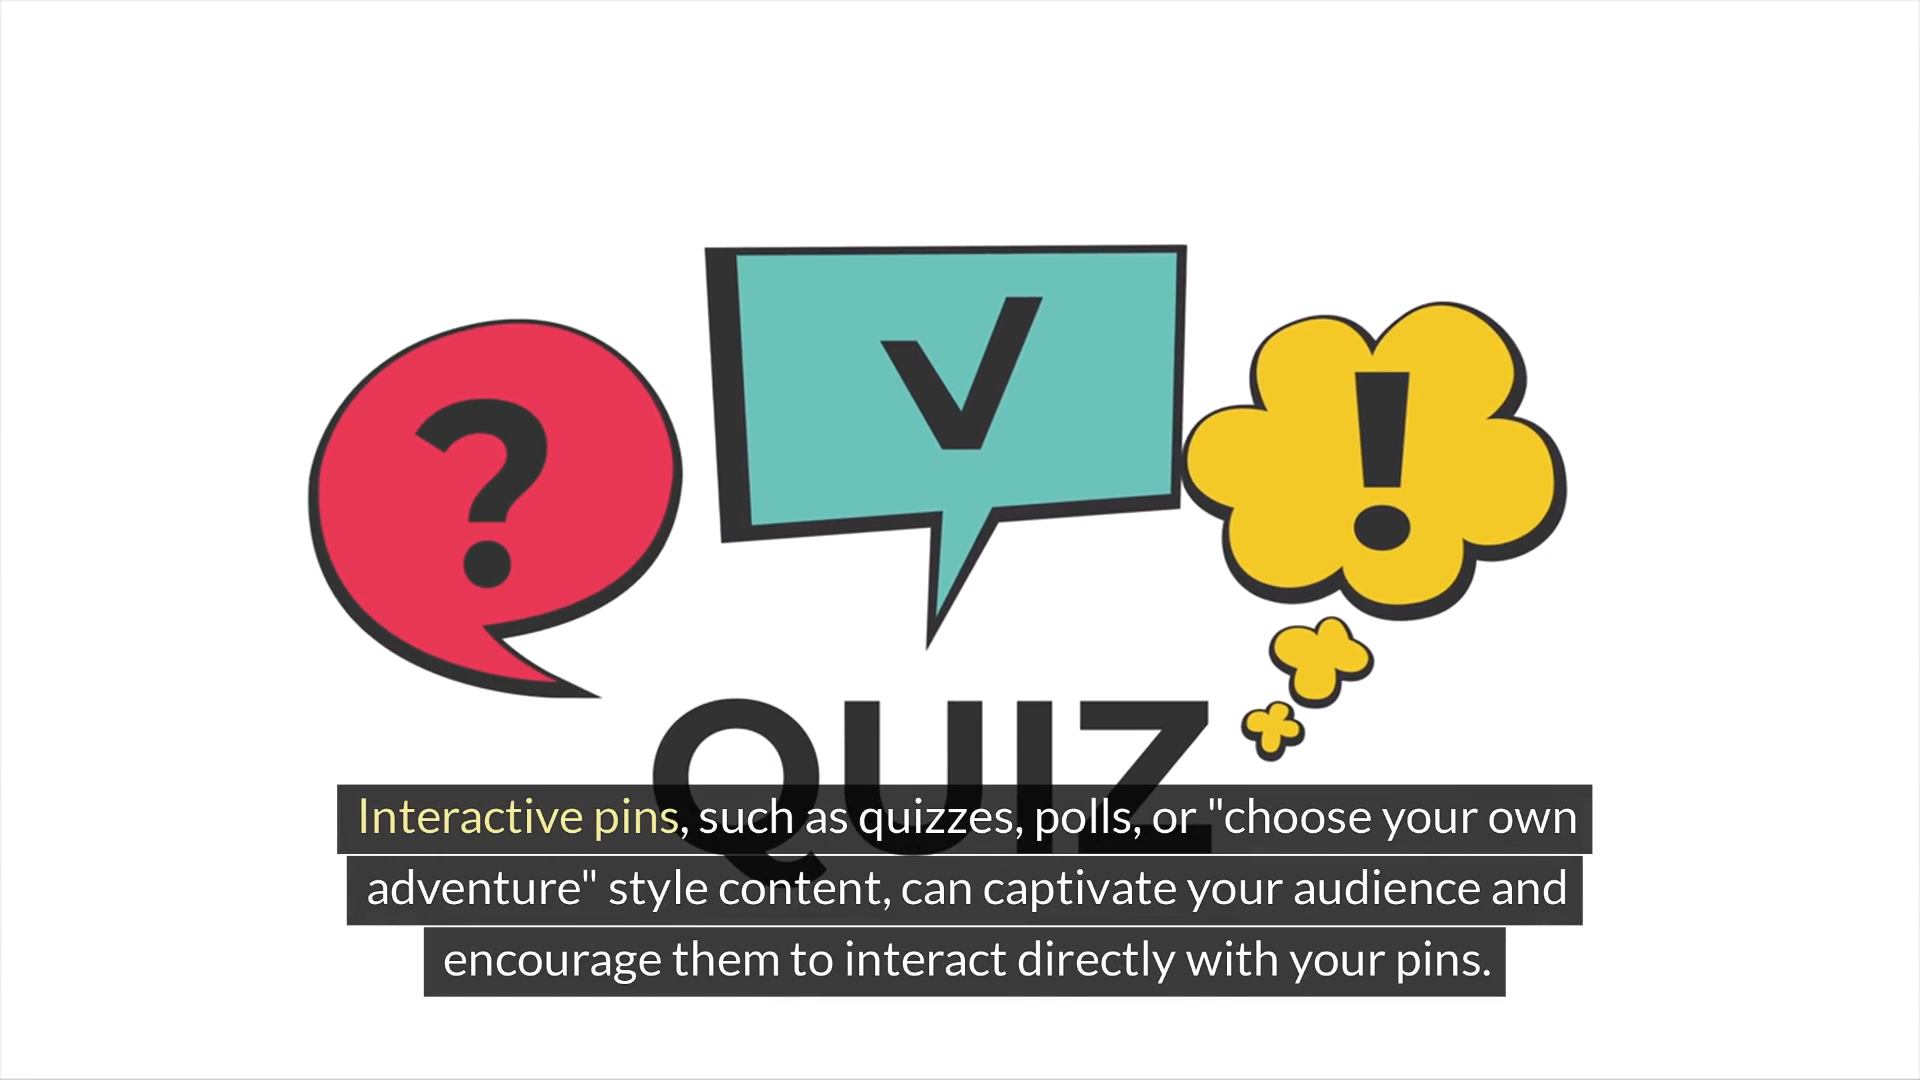 ?
✓
!
QUIZ
Interactive pins, such as quizzes, polls, or "choose your own
adventure" style content, can captivate your audience and
encourage them to interact directly with your pins.